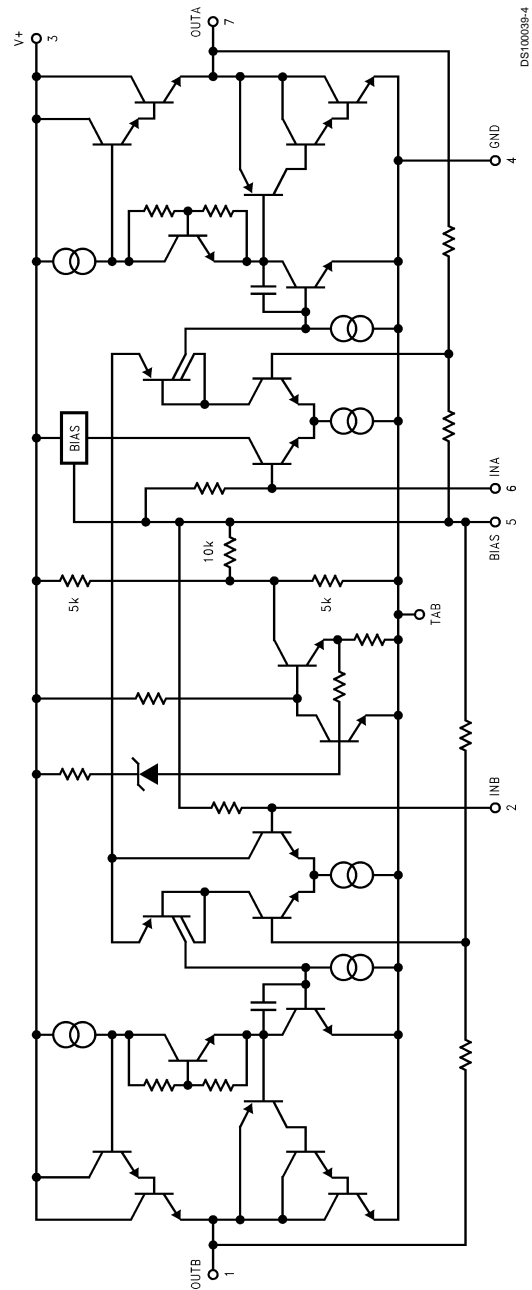 V+
3
OUTA
7
DS100039-4
GND
4
BIAS
INA
6
BIAS
5
10k
5k
5k
TAB
INB
2
OUTB
1